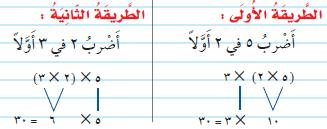 الطَّرِيقَةُ الأُولَى :
أَضْرِبُ ٥ في ٢ أَوَّلاً
٣ × (٢ × ٥)
٣٠ = ٣ × ١٠
الطَّرِيقَةُ الثَّانِيَةُ :
أَضْرِبُ ٢ في ٣ أَوَّلاً
(٣ × ٢) × ٥
٣٠ = ٦ × ٥